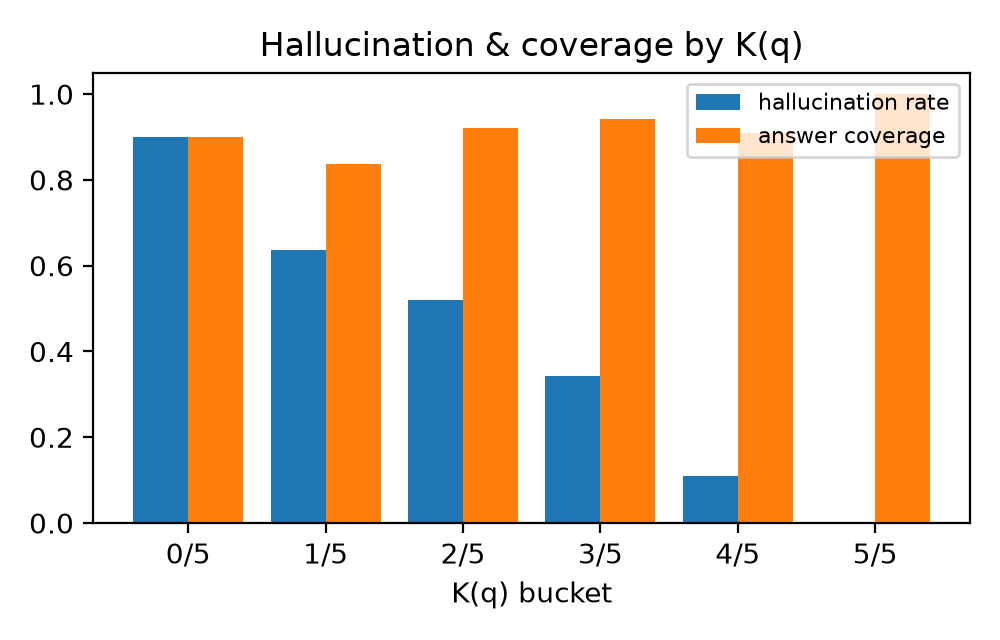 Hallucination & coverage by K(q)
hallucination rate
answer coverage
1.0
0.8
0.6
0.4
0.2
0.0
0/5 1/5 2/5 3/5 4/5 5/5
K(q) bucket